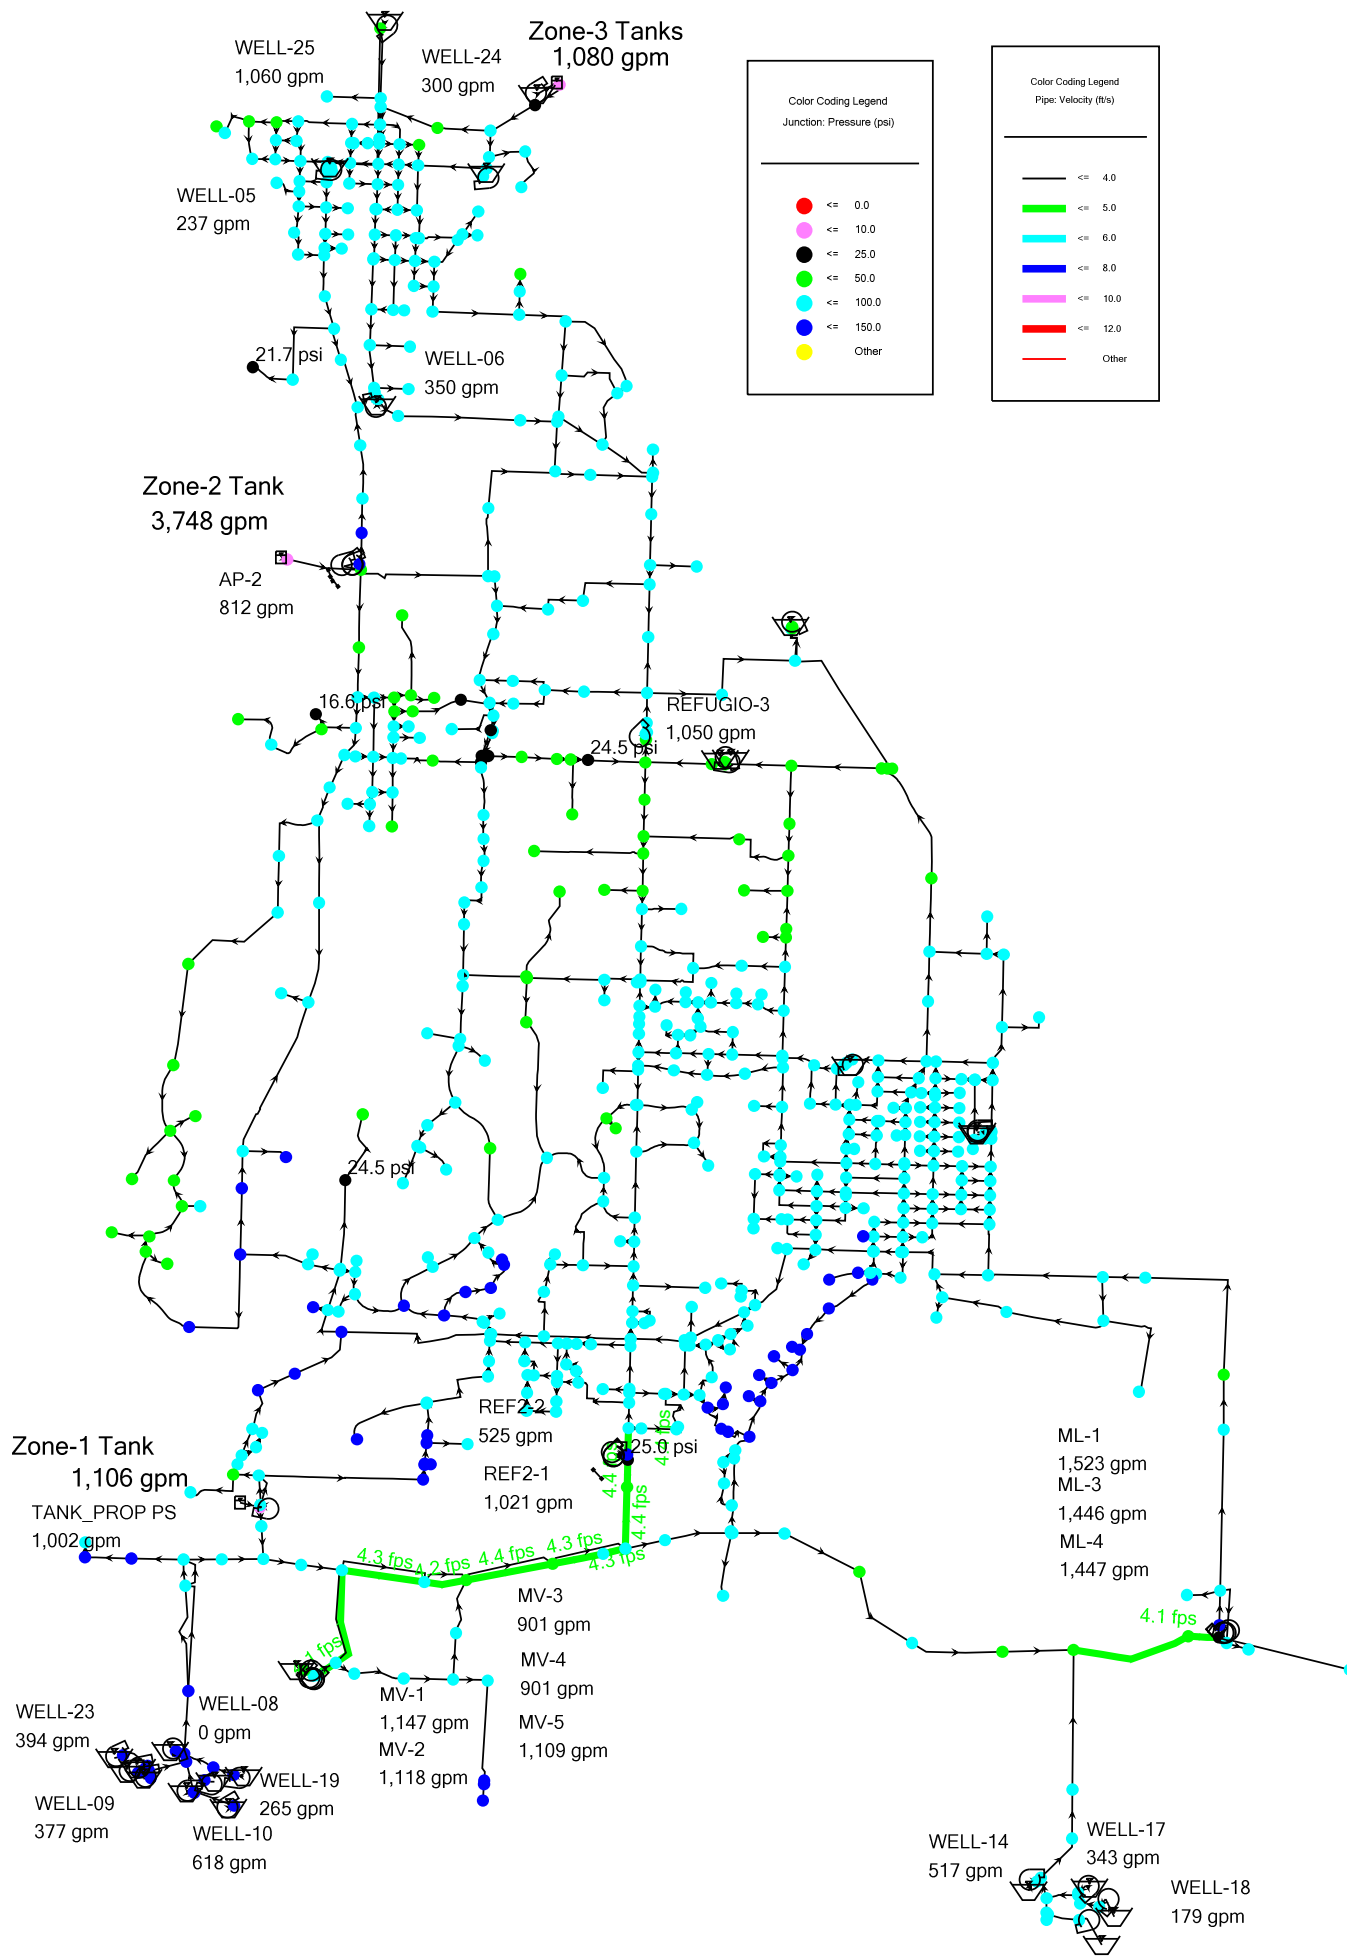 Zone-3 Tanks
1,080 gpm
WELL-25
1,060 gpm
WELL-24
300 gpm
Color Coding Legend
Junction: Pressure (psi)
<= 0.0
<= 10.0
<= 25.0
<= 50.0
<= 100.0
<= 150.0
Other
Color Coding Legend
Pipe: Velocity (ft/s)
<= 4.0
<= 5.0
<= 6.0
<= 8.0
<= 10.0
<= 12.0
Other
WELL-05
237 gpm
21.7 psi
WELL-06
350 gpm
Zone-2 Tank
3,748 gpm
AP-2
812 gpm
16.6 psi
REFUGIO-3
1,050 gpm
24.5 psi
24.5 psi
REF2-2
525 gpm
REF2-1
1,021 gpm
125.0 psi
4.4 fps
4.4 fps
Zone-1 Tank
1,106 gpm
TANK_PROP PS
1,002 gpm
4.3 fps
4.2 fps
4.4 fps
4.3 fps
4.3 fps
ML-1
1,523 gpm
ML-3
1,446 gpm
ML-4
1,447 gpm
4.1 fps
MV-3
901 gpm
MV-4
901 gpm
MV-5
1,109 gpm
MV-1
1,147 gpm
MV-2
1,118 gpm
WELL-23
394 gpm
WELL-08
0 gpm
WELL-19
265 gpm
WELL-09
377 gpm
WELL-10
618 gpm
WELL-14
517 gpm
WELL-17
343 gpm
WELL-18
179 gpm